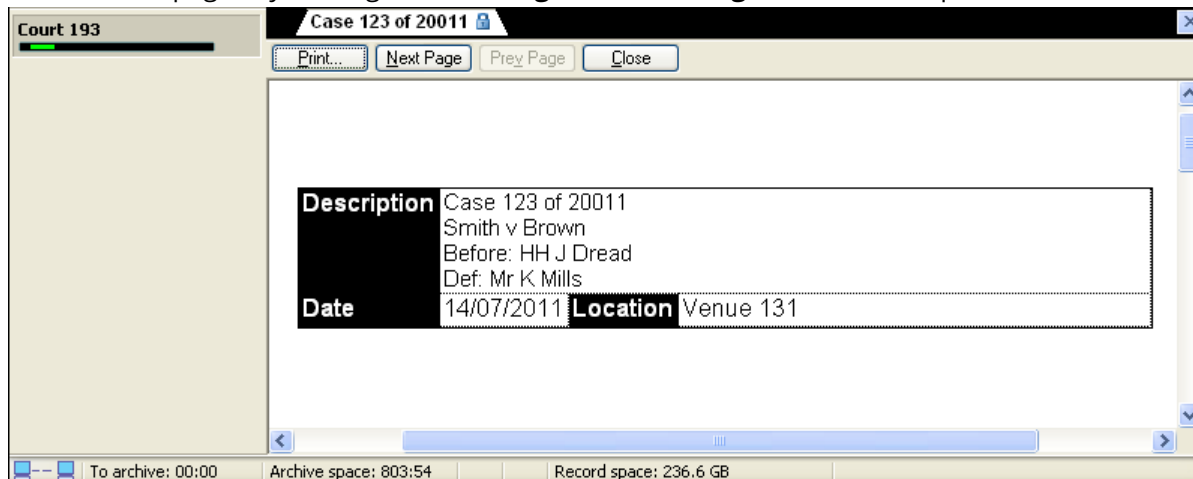 Court 193
Case 123 of 20011
Print... Next Page Prev Page Close
Description Case 123 of 20011
Smith v Brown
Before: HH J Dread
Def: Mr K Mills
Date 14/07/2011 Location Venue 131
To archive: 00:00 Archive space: 803:54 Record space: 236.6 GB